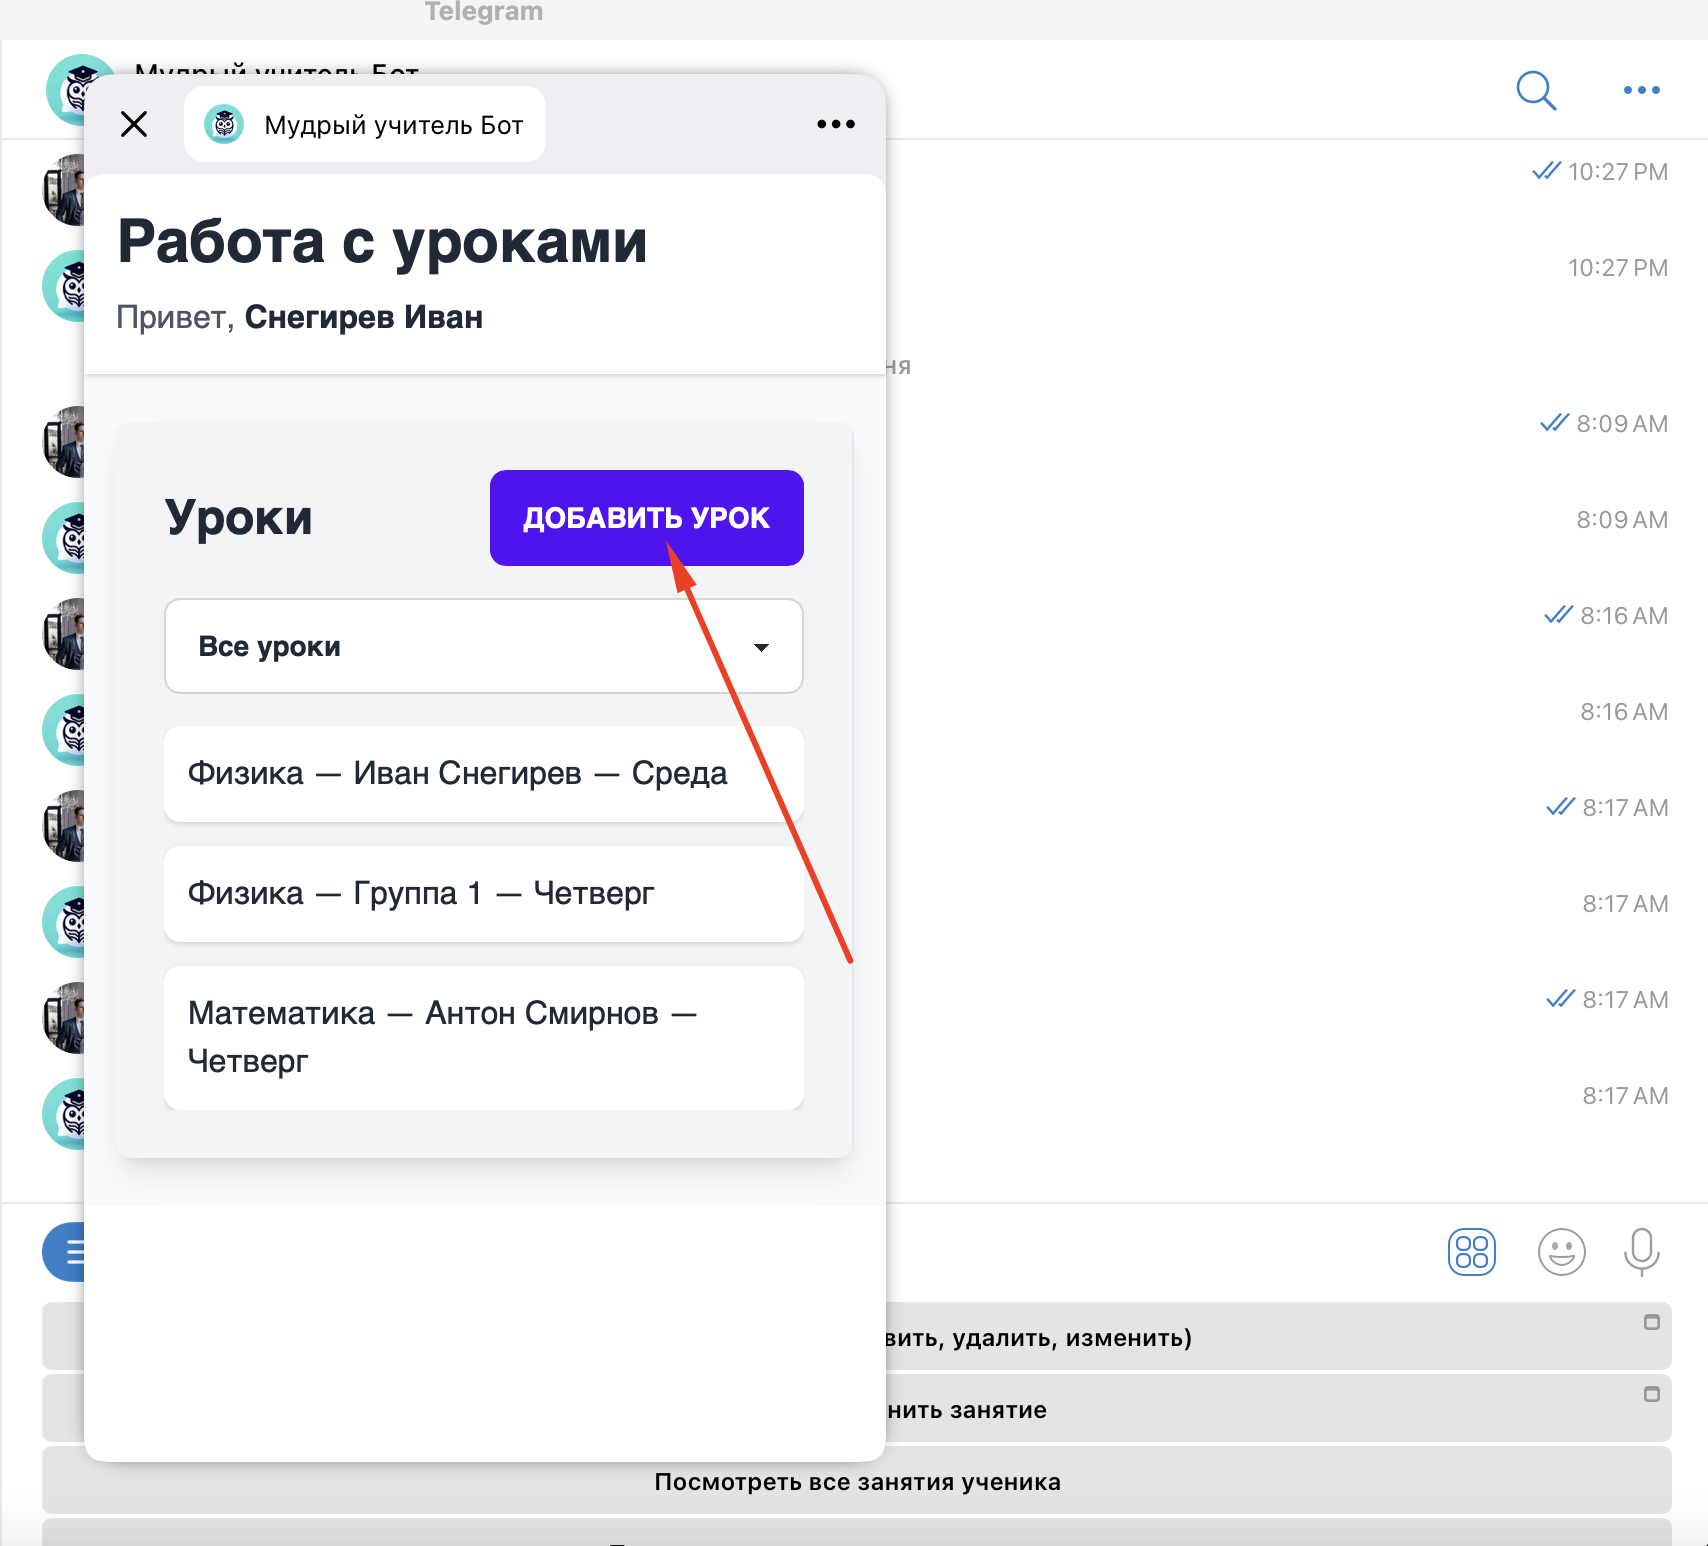 Telegram
Мудрый учитель Бот
Мудрый учитель Бот
10:27 PM
Работа с уроками
10:27 PM
Привет, Снегирев Иван
ня
8:09 AM
Уроки
ДОБАВИТЬ УРОК
8:09 AM
Все уроки
8:16 AM
8:16 AM
Физика — Иван Снегирев — Среда
8:17 AM
Физика — Группа 1 — Четверг
8:17 AM
Математика — Антон Смирнов —
Четверг
8:17 AM
8:17 AM
вить, удалить, изменить)
нить занятие
Посмотреть все занятия ученика